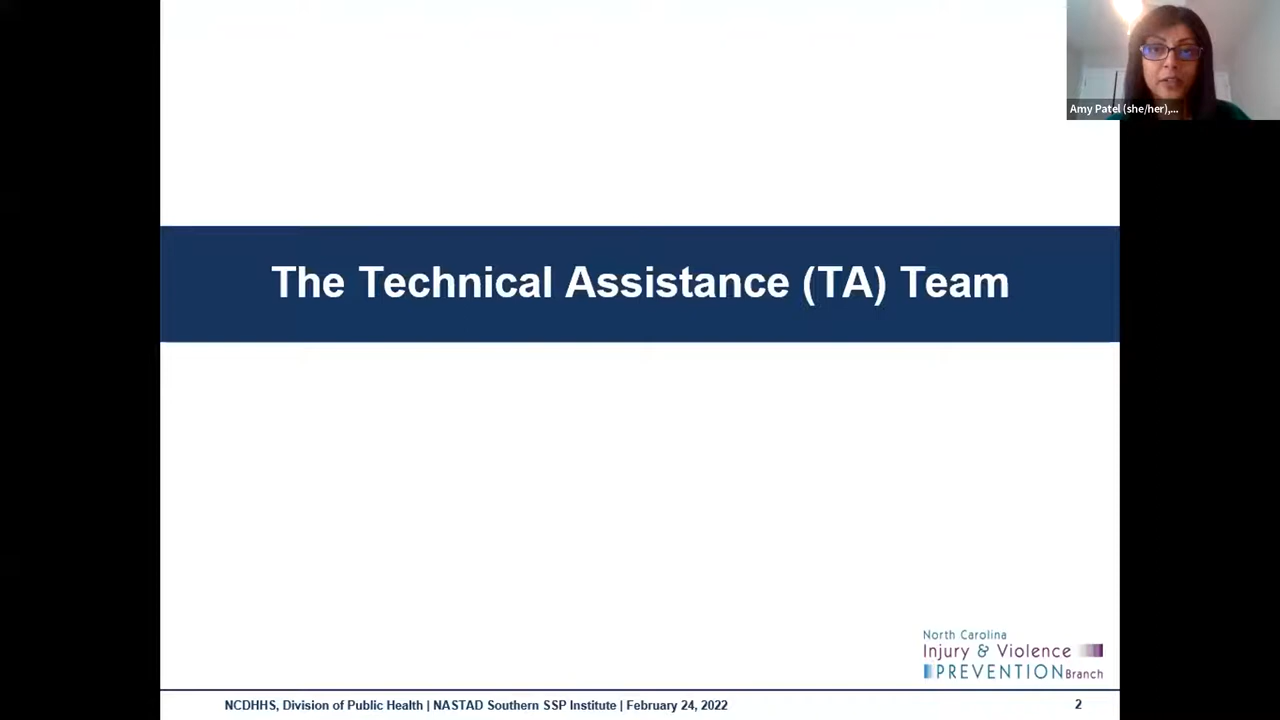 Amy Patel (she/her),...
The Technical Assistance (TA) Team
North Carolina
Injury & Violence
PREVENTION Branch
NCDHHS, Division of Public Health | NASTAD Southern SSP Institute | February 24, 2022
2